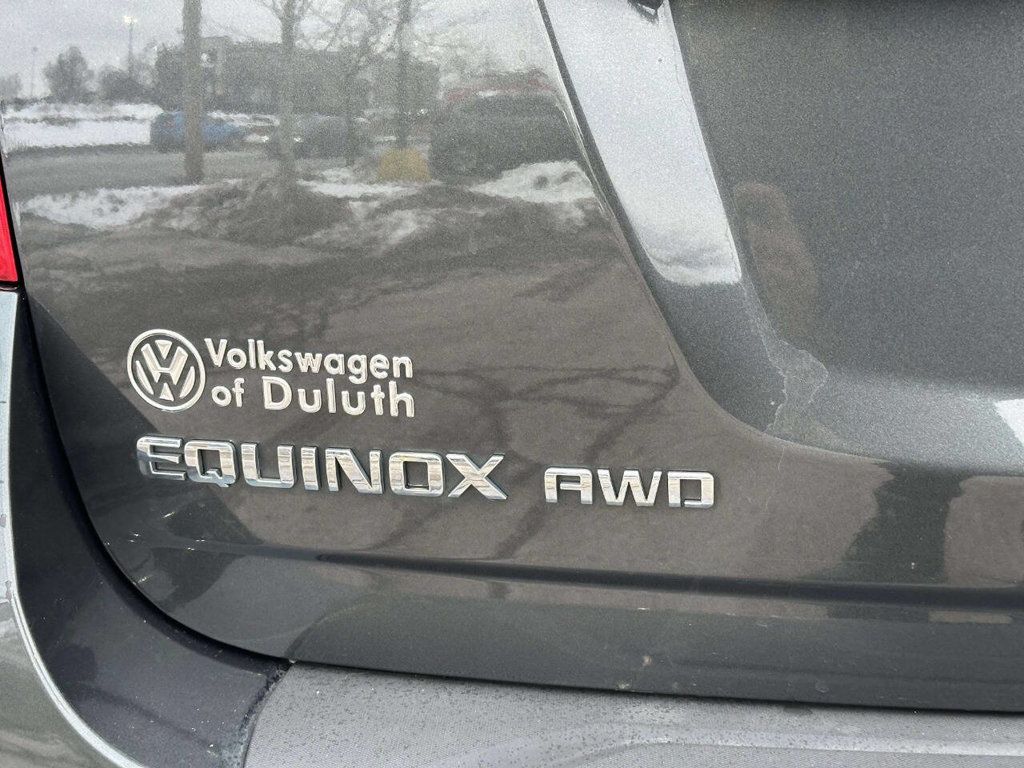 Volkswagen
of Duluth
EQUINOX AWD